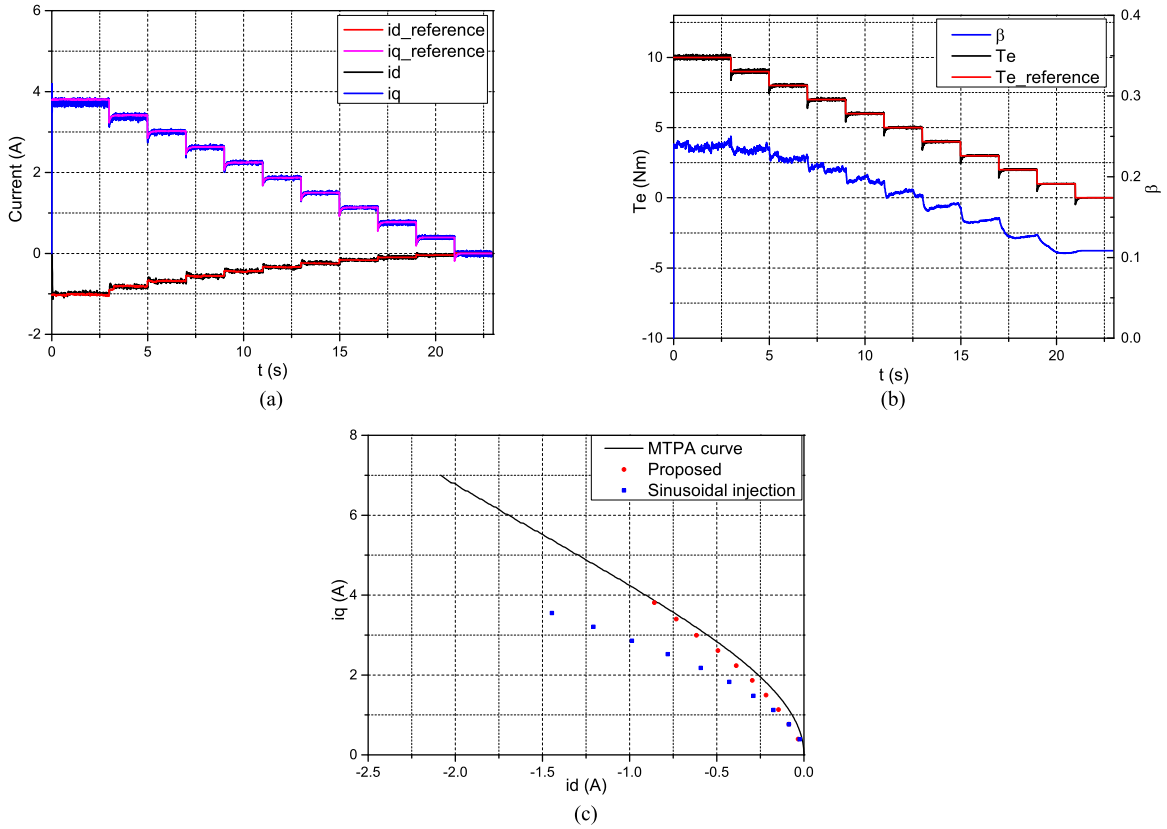 6
4
2
0
-2
Current (A)
0
5
10
15
20
t (s)
id_reference
iq_reference
id
iq
(a)
10
5
0
-5
-10
Te (Nm)
0
5
10
15
20
t (s)
0.4
0.3
0.2
0.1
0.0
β
β
Te
Te_reference
(b)
8
6
4
2
0
iq (A)
-2.5
-2.0
-1.5
-1.0
-0.5
0.0
id (A)
MTPA curve
Proposed
Sinusoidal injection
(c)